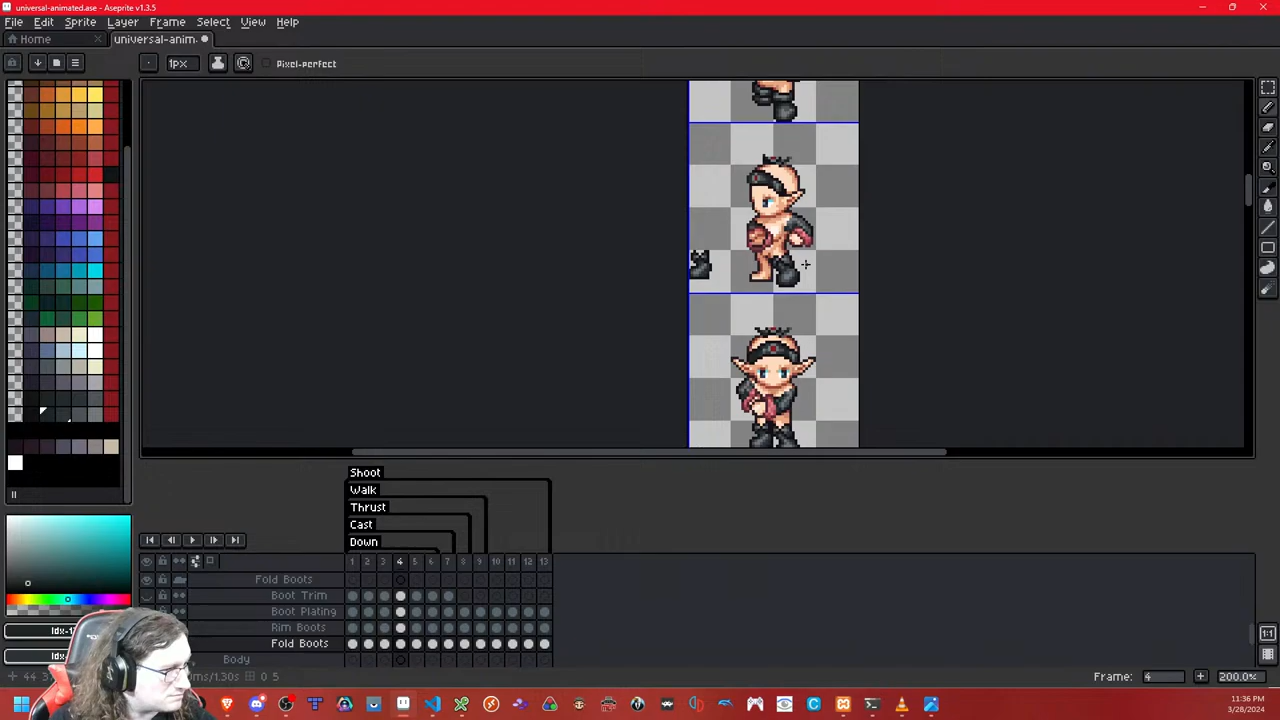 universal-animated.ase - Aseprite v1.3.5
File Edit Sprite Layer Frame Select View Help
Home universal-anim.
1px Pixel-perfect
Shoot
Walk
Thrust
Cast
Down
1 2 3 4 5 6 7 8 9 10 11 12 13
Fold Boots
Boot Trim
Boot Plating
Rim Boots
Fold Boots
Body
Frame: 4 200.0%
1:1
11:36 PM
3/28/2024